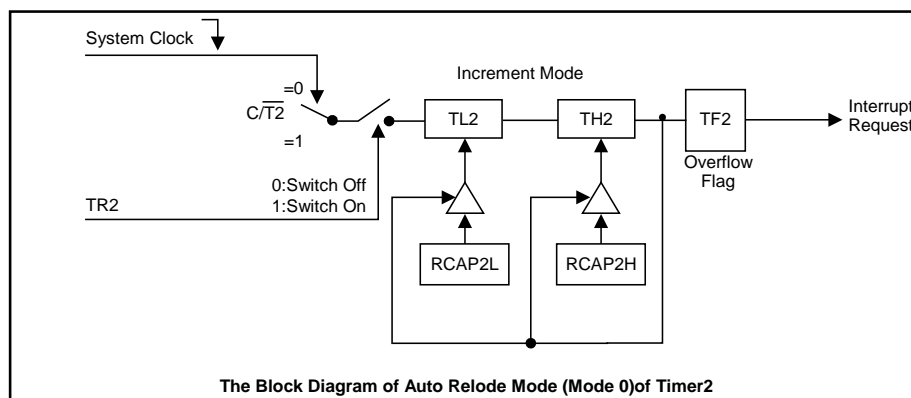 System Clock
Increment Mode
=0
C/T2
=1
TL2
TH2
TF2
Interrupt
Request
Overflow
Flag
0:Switch Off
1:Switch On
TR2
RCAP2L
RCAP2H
The Block Diagram of Auto Relode Mode (Mode 0)of Timer2